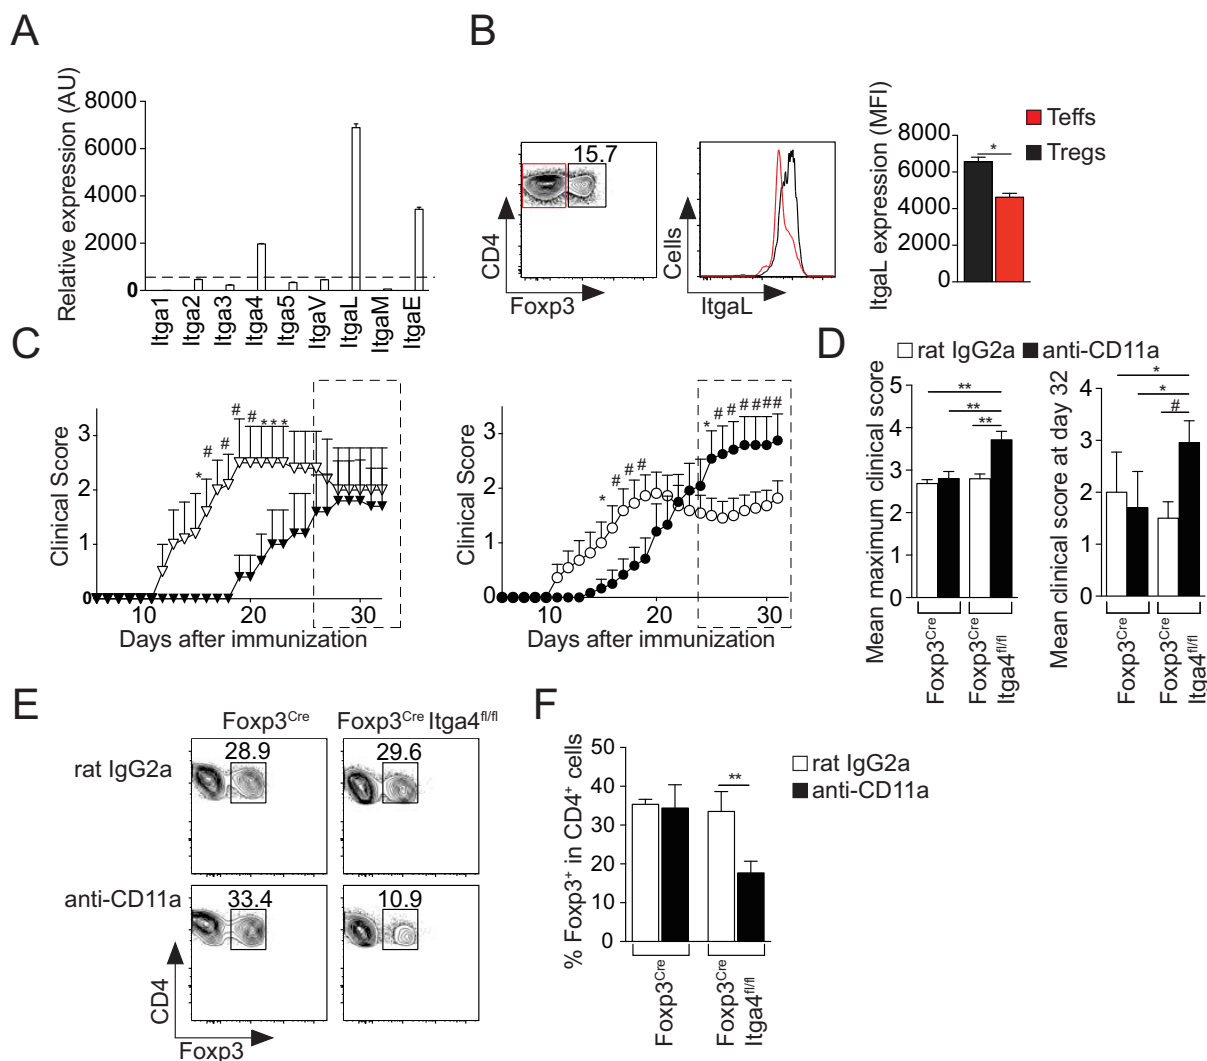 A
Relative expression (AU)
8000
6000
4000
2000
0
Itga1
Itga2
Itga3
Itga4
Itga5
ItgaV
ItgaL
ItgaM
ItgaE
B
15.7
CD4
Foxp3
Cells
ItgaL
ItgaL expression (MFI)
8000
6000
4000
2000
0
*
Teffs
Tregs
C
Clinical Score
3
2
1
0
* # # # # * * *
10 20 30
Days after immunization
Clinical Score
3
2
1
0
* # # # * # # # # # #
10 20 30
Days after immunization
D
rat IgG2a anti-CD11a
Mean maximum clinical score
5
4
3
2
1
0
**
**
**
Foxp3Cre
Foxp3Cre
Itga4fl/fl
Mean clinical score at day 32
4
3
2
1
0
*
*
#
Foxp3Cre
Foxp3Cre
Itga4fl/fl
E
Foxp3Cre Foxp3Cre Itga4fl/fl
rat IgG2a
28.9 29.6
anti-CD11a
33.4 10.9
CD4
Foxp3
F
% Foxp3+ in CD4+ cells
50
40
30
20
10
0
**
rat IgG2a
anti-CD11a
Foxp3Cre
Foxp3Cre
Itga4fl/fl